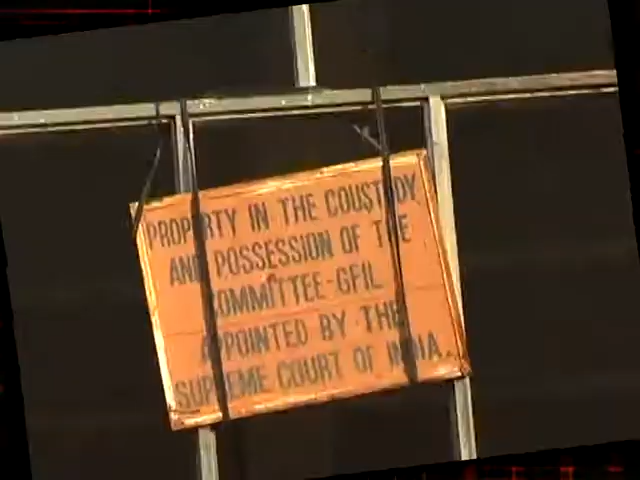 PROPERTY IN THE COUSTODY
AND POSSESSION OF THE
COMMITTEE-GFIL
APPOINTED BY THE
SUPREME COURT OF INDIA.